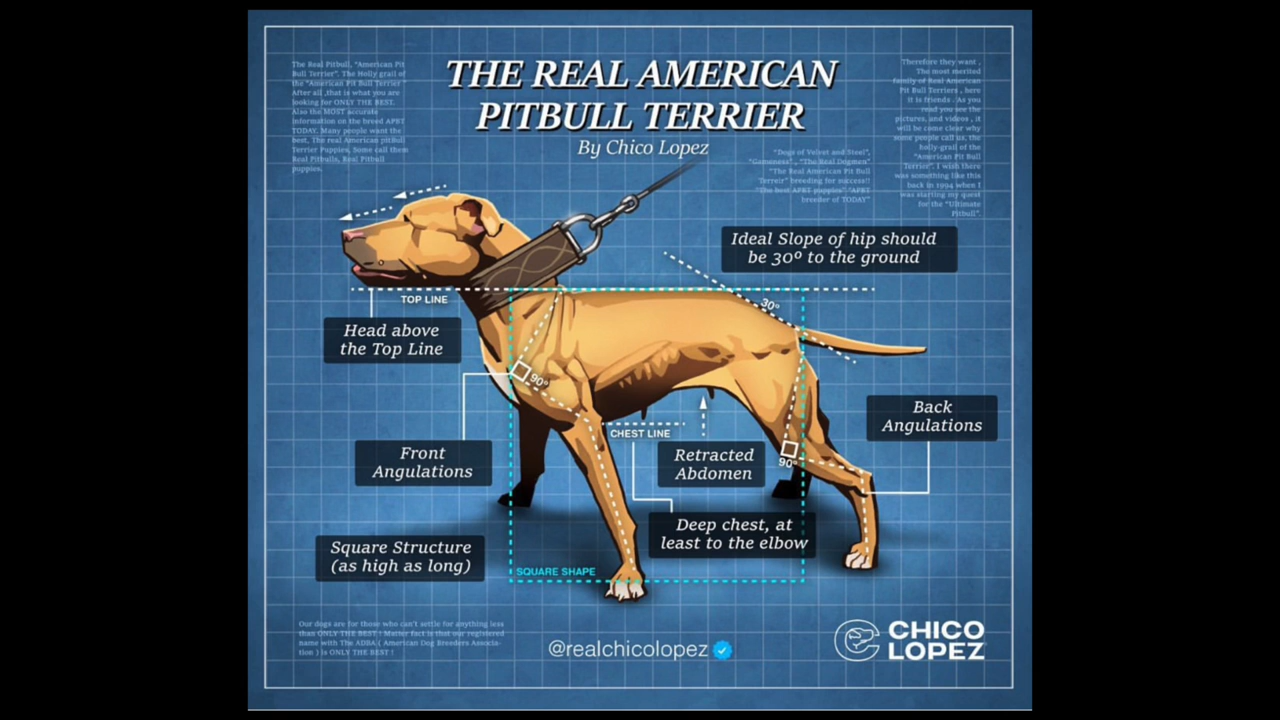 The Real Pitbull, "American Pit
Bull Terrier". The Holly grail of
the "American Pit Bull Terrier "
After all ,that is what you are
looking for ONLY THE BEST.
Also the MOST accurate
information on the breed APBT
TODAY. Many people want the
best, The real American pitBull
Terrier Puppies, Some call them
Real Pitbulls, Real Pitbull
puppies.
THE REAL AMERICAN
PITBULL TERRIER
By Chico Lopez
Therefore they want ,
The most merited
family of Real American
Pit Bull Terriers , here
it is friends . As you
read you see the
pictures, and videos , it
will be come clear why
some people call us, the
holly-grail of the
"American Pit Bull
Terrier". I wish there
was something like this
back in 1994 when I
was starting my quest
for the "Ultimate
Pitbull".
"Dogs of Velvet and Steel",
"Gameness" , "The Real Dogmen"
"The Real American Pit Bull
Terreir" breeding for success!!
"The best APBT puppies" "APBT
breeder of TODAY"
Ideal Slope of hip should
be 30º to the ground
30º
TOP LINE
Head above
the Top Line
90º
Front
Angulations
CHEST LINE
Retracted
Abdomen
90º
Back
Angulations
Deep chest, at
least to the elbow
Square Structure
(as high as long)
SQUARE SHAPE
Our dogs are for those who can't settle for anything less
than ONLY THE BEST ! Matter fact is that our registered
name with The ADBA ( American Dog Breeders Associa-
tion ) is ONLY THE BEST !
@realchicolopez
CHICO
LOPEZ